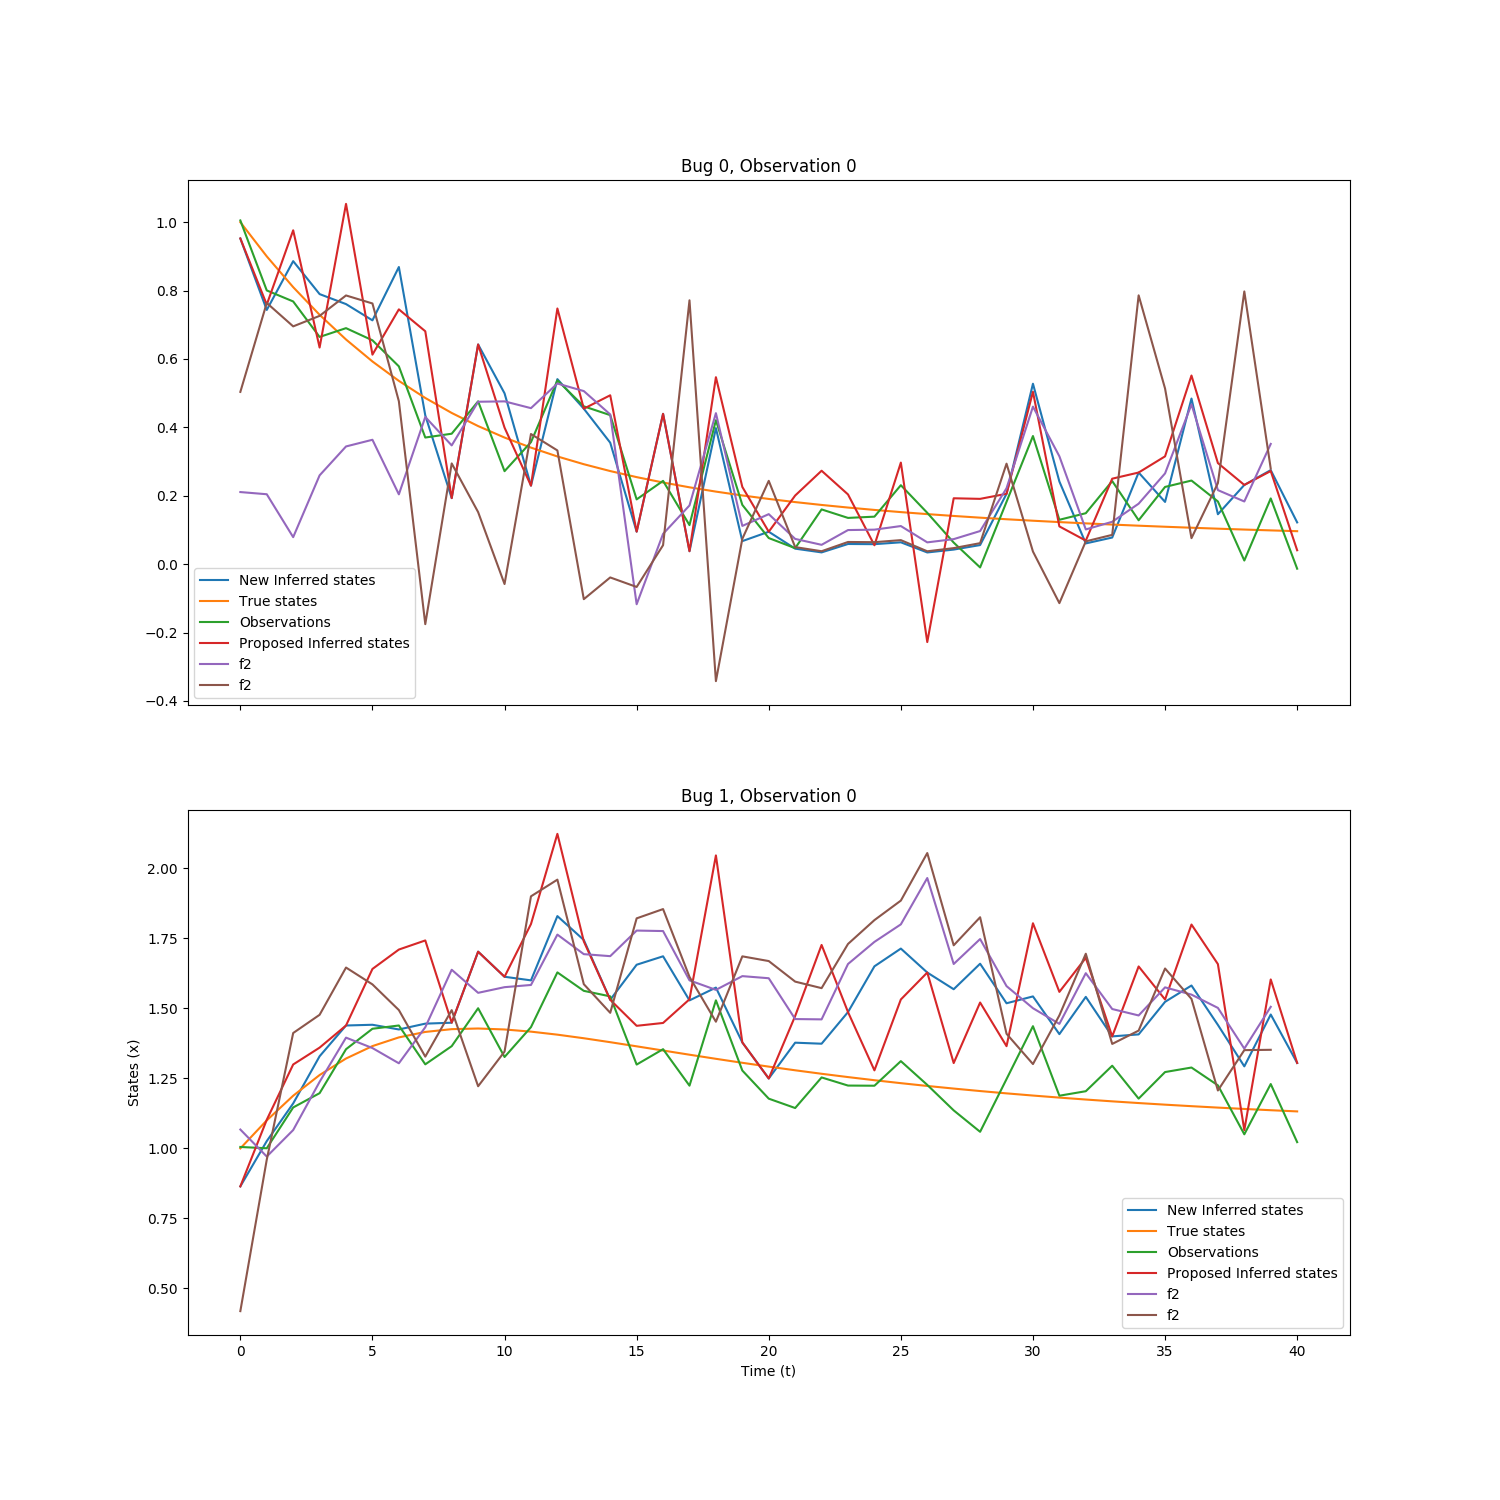 Bug 0, Observation 0
1.0
0.8
0.6
0.4
0.2
0.0
−0.2
−0.4
New Inferred states
True states
Observations
Proposed Inferred states
f2
f2
Bug 1, Observation 0
States (x)
2.00
1.75
1.50
1.25
1.00
0.75
0.50
New Inferred states
True states
Observations
Proposed Inferred states
f2
f2
0 5 10 15 20 25 30 35 40
Time (t)